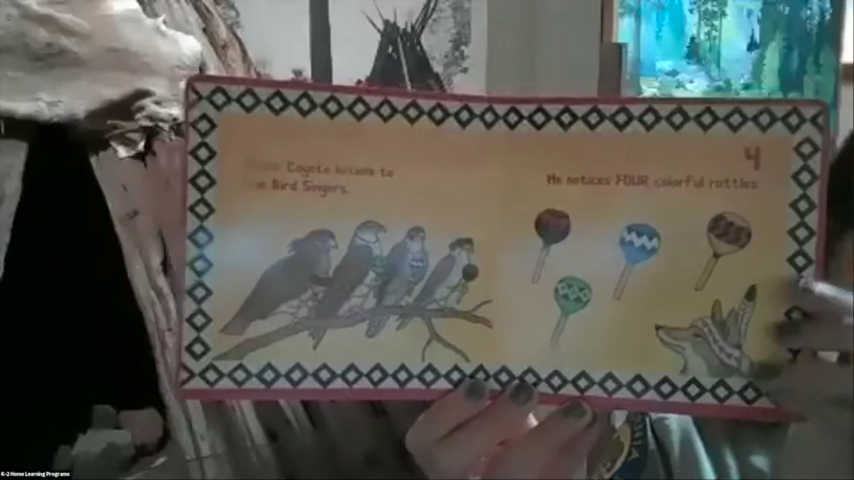 Coyote listens to
Bird Singers.
4
He notices FOUR colorful rattles
K-2 Home Learning Programs